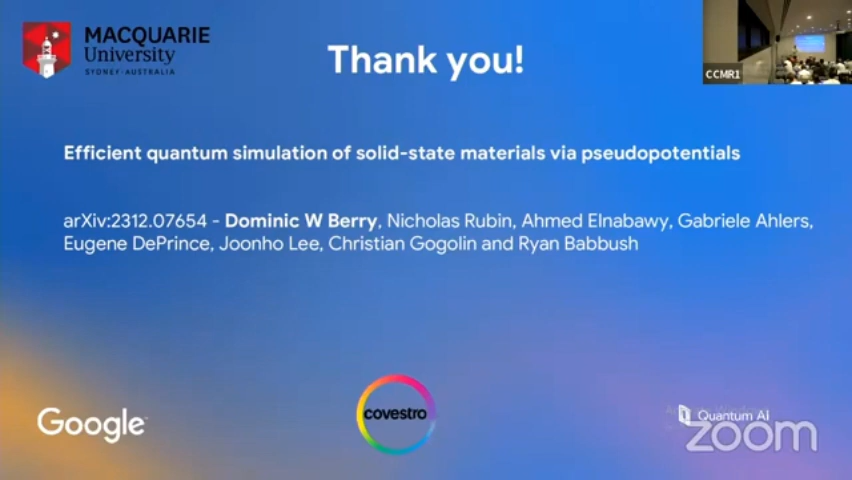 MACQUARIE
University
SYDNEY·AUSTRALIA
Thank you!
CCMR1
Efficient quantum simulation of solid-state materials via pseudopotentials
arXiv:2312.07654 - Dominic W Berry, Nicholas Rubin, Ahmed Elnabawy, Gabriele Ahlers,
Eugene DePrince, Joonho Lee, Christian Gogolin and Ryan Babbush
Google
covestro
Quantum AI
zoom